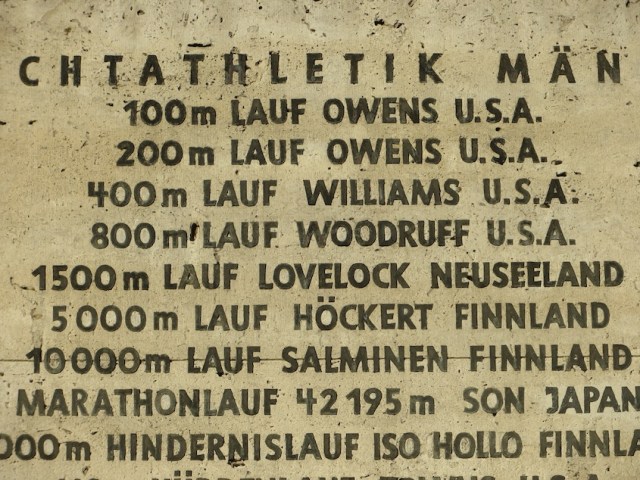 CHTATHLETIK MÄN
100m LAUF OWENS U.S.A.
200m LAUF OWENS U.S.A.
400m LAUF WILLIAMS U.S.A.
800m LAUF WOODRUFF U.S.A.
1500m LAUF LOVELOCK NEUSEELAND
5000m LAUF HÖCKERT FINNLAND
10000m LAUF SALMINEN FINNLAND
MARATHONLAUF 42195m SON JAPAN
000m HINDERNISLAUF ISO HOLLO FINNLA